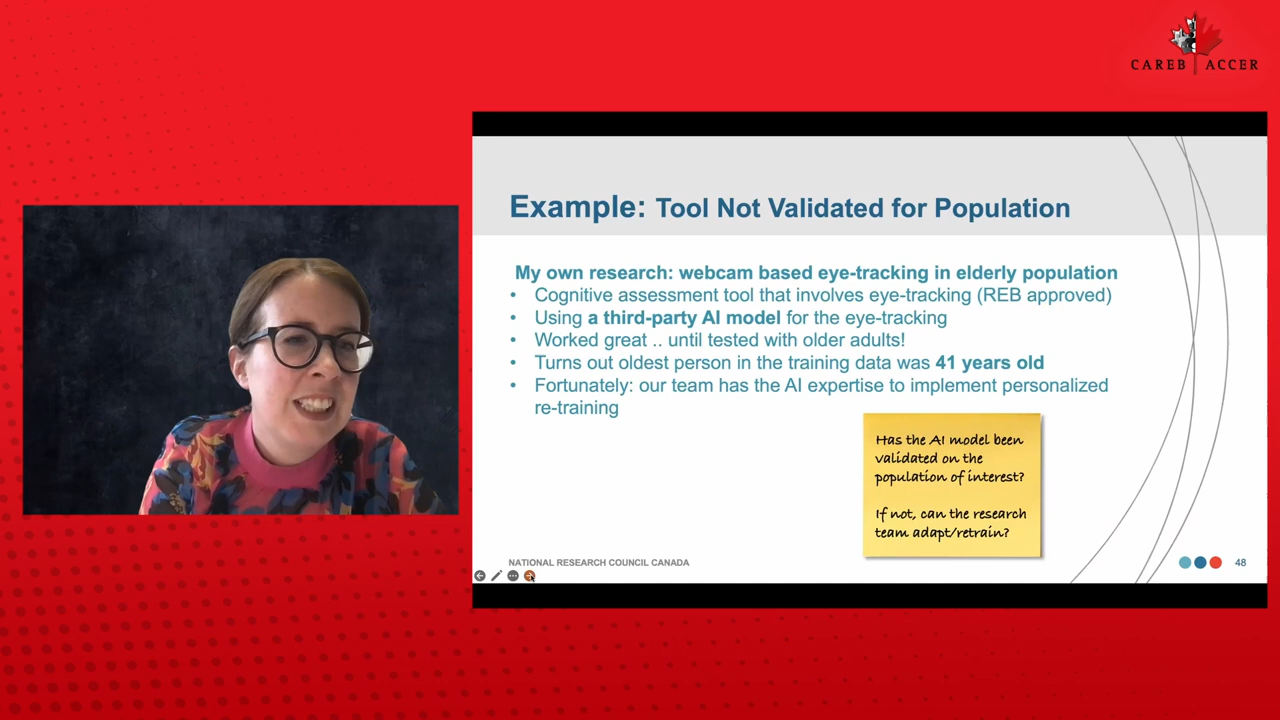 CAREB ACCER
Example: Tool Not Validated for Population
My own research: webcam based eye-tracking in elderly population
• Cognitive assessment tool that involves eye-tracking (REB approved)
• Using a third-party AI model for the eye-tracking
• Worked great .. until tested with older adults!
• Turns out oldest person in the training data was 41 years old
• Fortunately: our team has the AI expertise to implement personalized
re-training
Has the AI model been
validated on the
population of interest?
If not, can the research
team adapt/retrain?
NATIONAL RESEARCH COUNCIL CANADA
48